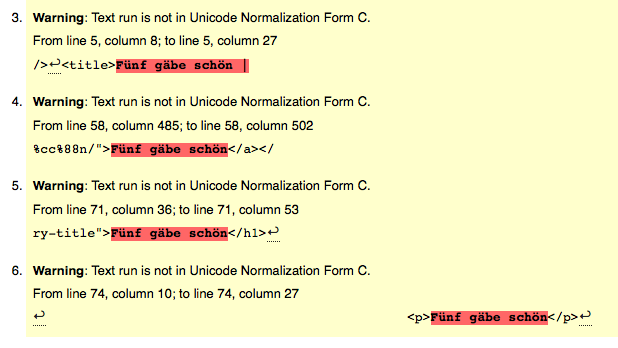 3. Warning: Text run is not in Unicode Normalization Form C.
From line 5, column 8; to line 5, column 27
/>↩<title>Fünf gäbe schön |
4. Warning: Text run is not in Unicode Normalization Form C.
From line 58, column 485; to line 58, column 502
%cc%88n/">Fünf gäbe schön</a></
5. Warning: Text run is not in Unicode Normalization Form C.
From line 71, column 36; to line 71, column 53
ry-title">Fünf gäbe schön</h1>↩
6. Warning: Text run is not in Unicode Normalization Form C.
From line 74, column 10; to line 74, column 27
↩ <p>Fünf gäbe schön</p>↩